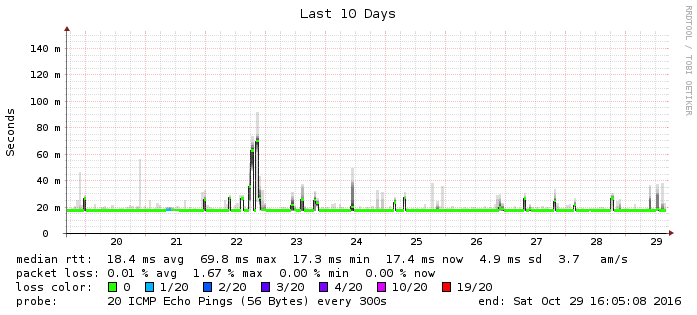 Last 10 Days
RRDTOOL / TOBI OETIKER
Seconds
140 m
120 m
100 m
80 m
60 m
40 m
20 m
0
20 21 22 23 24 25 26 27 28 29
median rtt: 18.4 ms avg 69.8 ms max 17.3 ms min 17.4 ms now 4.9 ms sd 3.7 am/s
packet loss: 0.01 % avg 1.67 % max 0.00 % min 0.00 % now
loss color: 0 1/20 2/20 3/20 4/20 10/20 19/20
probe: 20 ICMP Echo Pings (56 Bytes) every 300s end: Sat Oct 29 16:05:08 2016